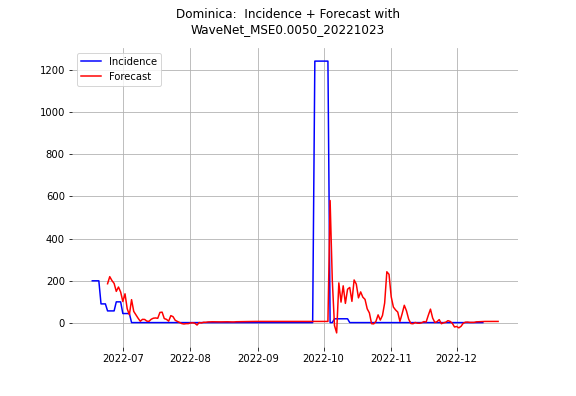 Dominica:  Incidence + Forecast with
WaveNet_MSE0.0050_20221023
Incidence
Forecast
1200
1000
800
600
400
200
0
2022-07 2022-08 2022-09 2022-10 2022-11 2022-12